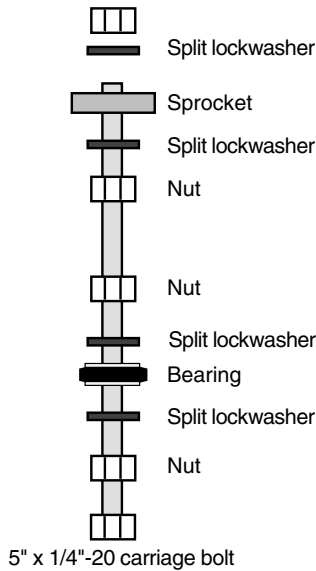 Split lockwasher
Sprocket
Split lockwasher
Nut
Nut
Split lockwasher
Bearing
Split lockwasher
Nut
5" x 1/4"-20 carriage bolt